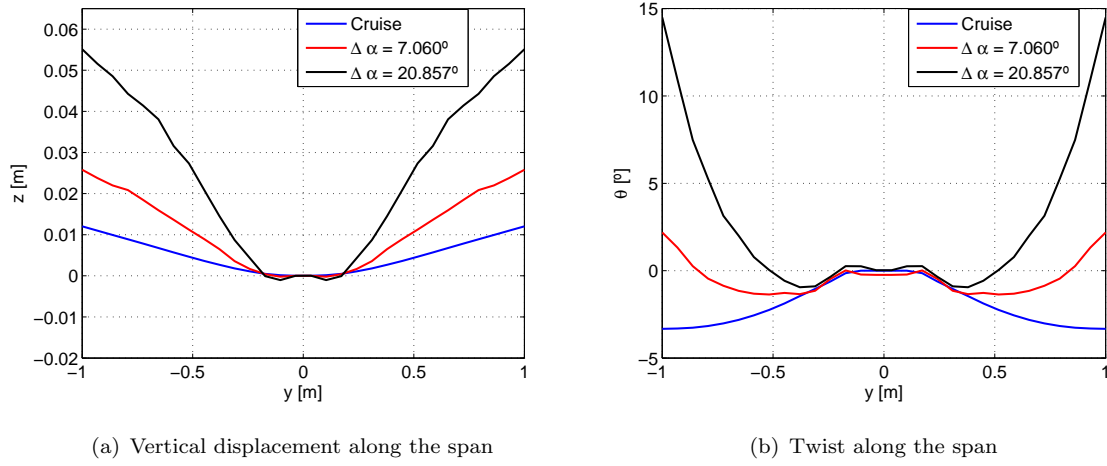 0.06
0.05
0.04
0.03
0.02
0.01
0
−0.01
−0.02
z [m]
−1
−0.5
0
0.5
1
y [m]
Cruise
Δ α = 7.060º
Δ α = 20.857º
(a) Vertical displacement along the span
15
10
5
0
−5
θ [º]
−1
−0.5
0
0.5
1
y [m]
Cruise
Δ α = 7.060º
Δ α = 20.857º
(b) Twist along the span